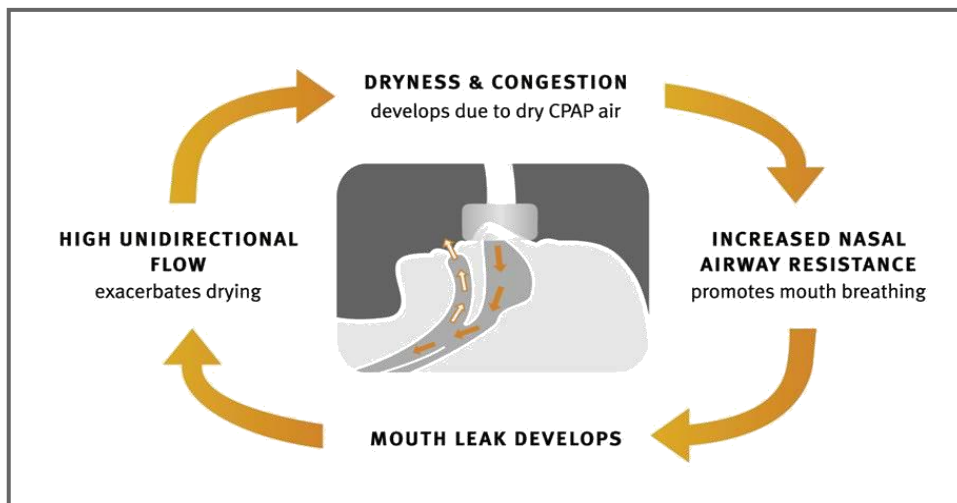 DRYNESS & CONGESTION
develops due to dry CPAP air
INCREASED NASAL
AIRWAY RESISTANCE
promotes mouth breathing
MOUTH LEAK DEVELOPS
HIGH UNIDIRECTIONAL
FLOW
exacerbates drying